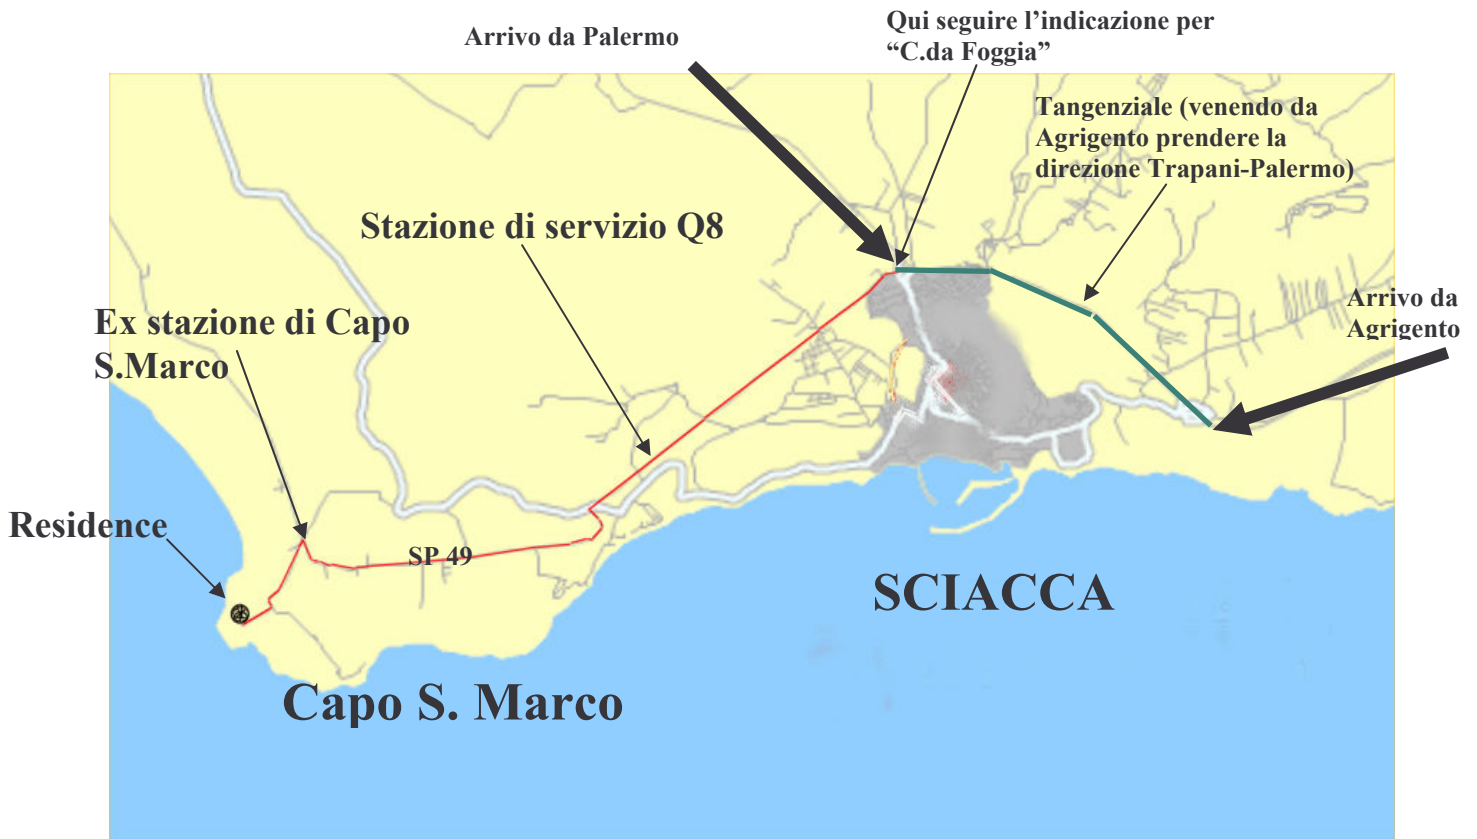 Qui seguire l’indicazione per
“C.da Foggia”
Arrivo da Palermo
Tangenziale (venendo da
Agrigento prendere la
direzione Trapani-Palermo)
Stazione di servizio Q8
Arrivo da
Agrigento
Ex stazione di Capo
S.Marco
Residence
SP 49
SCIACCA
Capo S. Marco